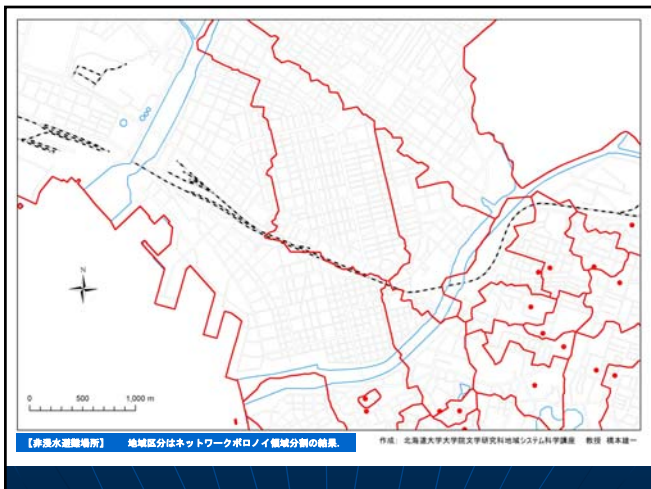 N
0 500 1,000 m
【非浸水避難場所】 地域区分はネットワークボロノイ領域分割の結果.
作成： 北海道大学大学院文学研究科地域システム科学講座 教授 橋本雄一